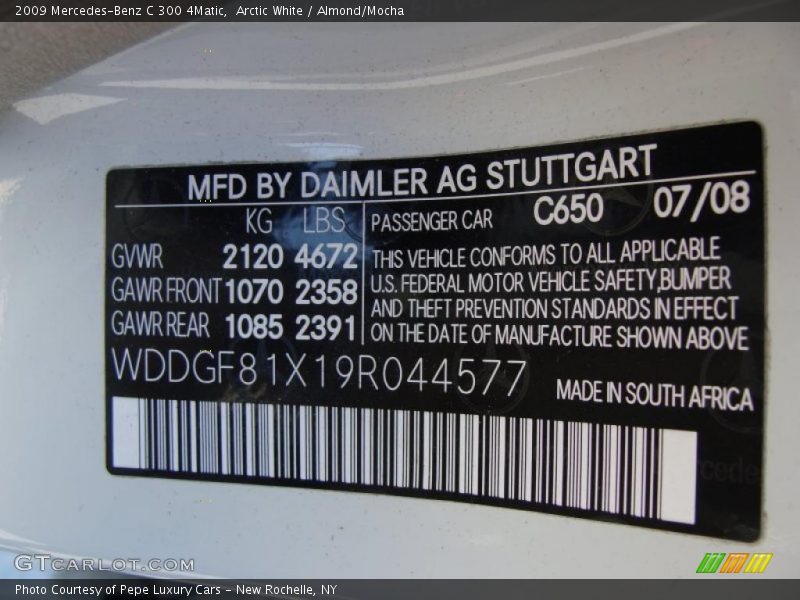 2009 Mercedes-Benz C 300 4Matic,  Arctic White / Almond/Mocha
MFD BY DAIMLER AG STUTTGART
KG LBS
GVWR 2120 4672
GAWR FRONT 1070 2358
GAWR REAR 1085 2391
PASSENGER CAR C650 07/08
THIS VEHICLE CONFORMS TO ALL APPLICABLE
U.S. FEDERAL MOTOR VEHICLE SAFETY,BUMPER
AND THEFT PREVENTION STANDARDS IN EFFECT
ON THE DATE OF MANUFACTURE SHOWN ABOVE
WDDGF81X19R044577
MADE IN SOUTH AFRICA
GTCARLOT.COM
Photo Courtesy of Pepe Luxury Cars - New Rochelle, NY